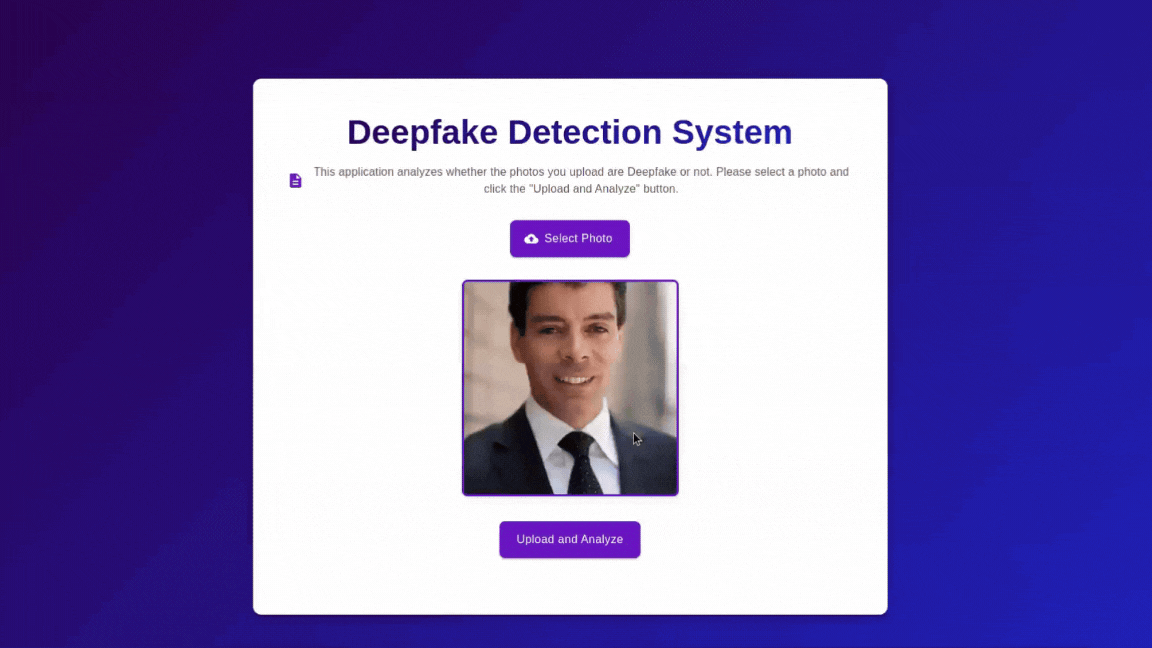 Deepfake Detection System
This application analyzes whether the photos you upload are Deepfake or not. Please select a photo and
click the "Upload and Analyze" button.
Select Photo
Upload and Analyze